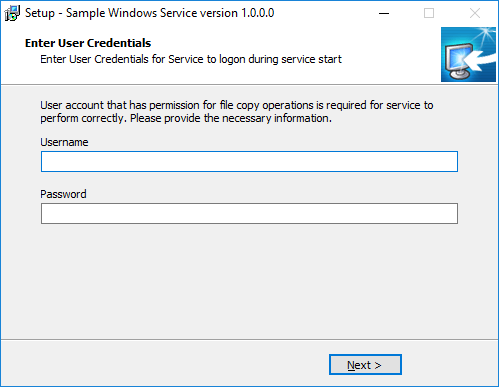 Setup - Sample Windows Service version 1.0.0.0
Enter User Credentials
Enter User Credentials for Service to logon during service start
User account that has permission for file copy operations is required for service to
perform correctly. Please provide the necessary information.
Username
Password
Next >